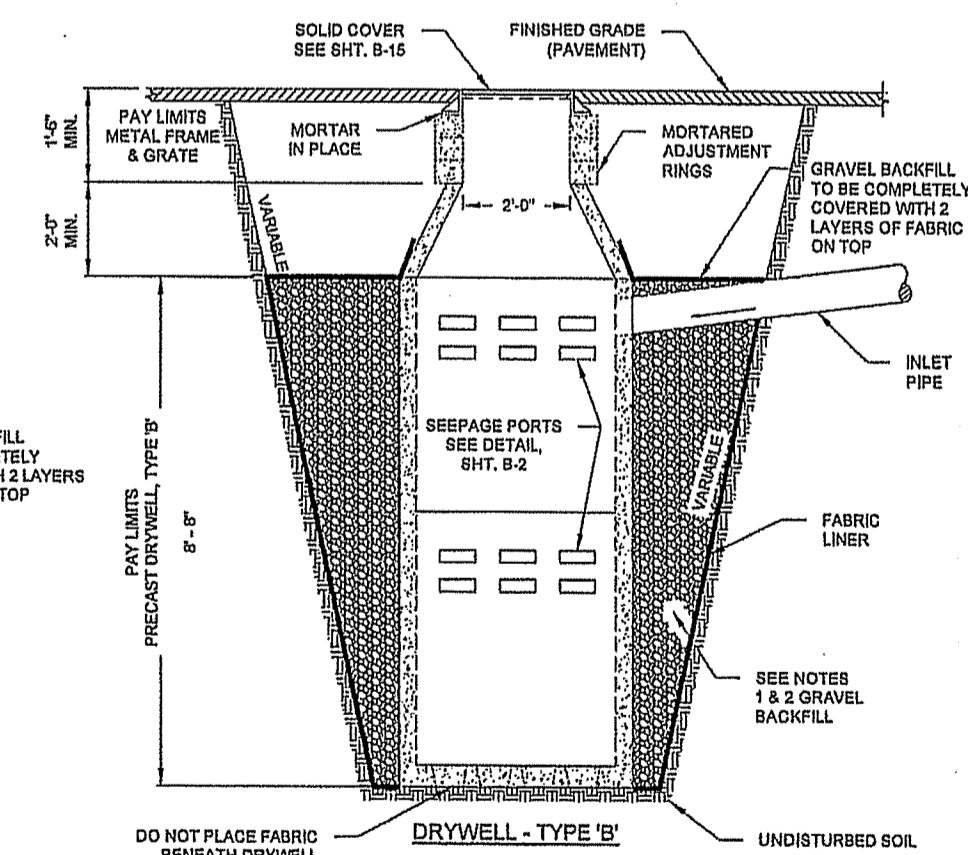 SOLID COVER
SEE SHT. B-15
FINISHED GRADE
(PAVEMENT)
1'-6"
MIN.
PAY LIMITS
METAL FRAME
& GRATE
MORTAR
IN PLACE
MORTARED
ADJUSTMENT
RINGS
GRAVEL BACKFILL
TO BE COMPLETELY
COVERED WITH 2
LAYERS OF FABRIC
ON TOP
2'-0"
MIN.
VARIABLE
2'-0"
INLET
PIPE
SEEPAGE PORTS
SEE DETAIL,
SHT. B-2
FILL
TELY
H 2 LAYERS
TOP
PAY LIMITS
PRECAST DRYWELL, TYPE 'B'
8' - 8"
VARIABLE
FABRIC
LINER
SEE NOTES
1 & 2 GRAVEL
BACKFILL
DO NOT PLACE FABRIC
BENEATH DRYWELL
DRYWELL - TYPE 'B'
UNDISTURBED SOIL